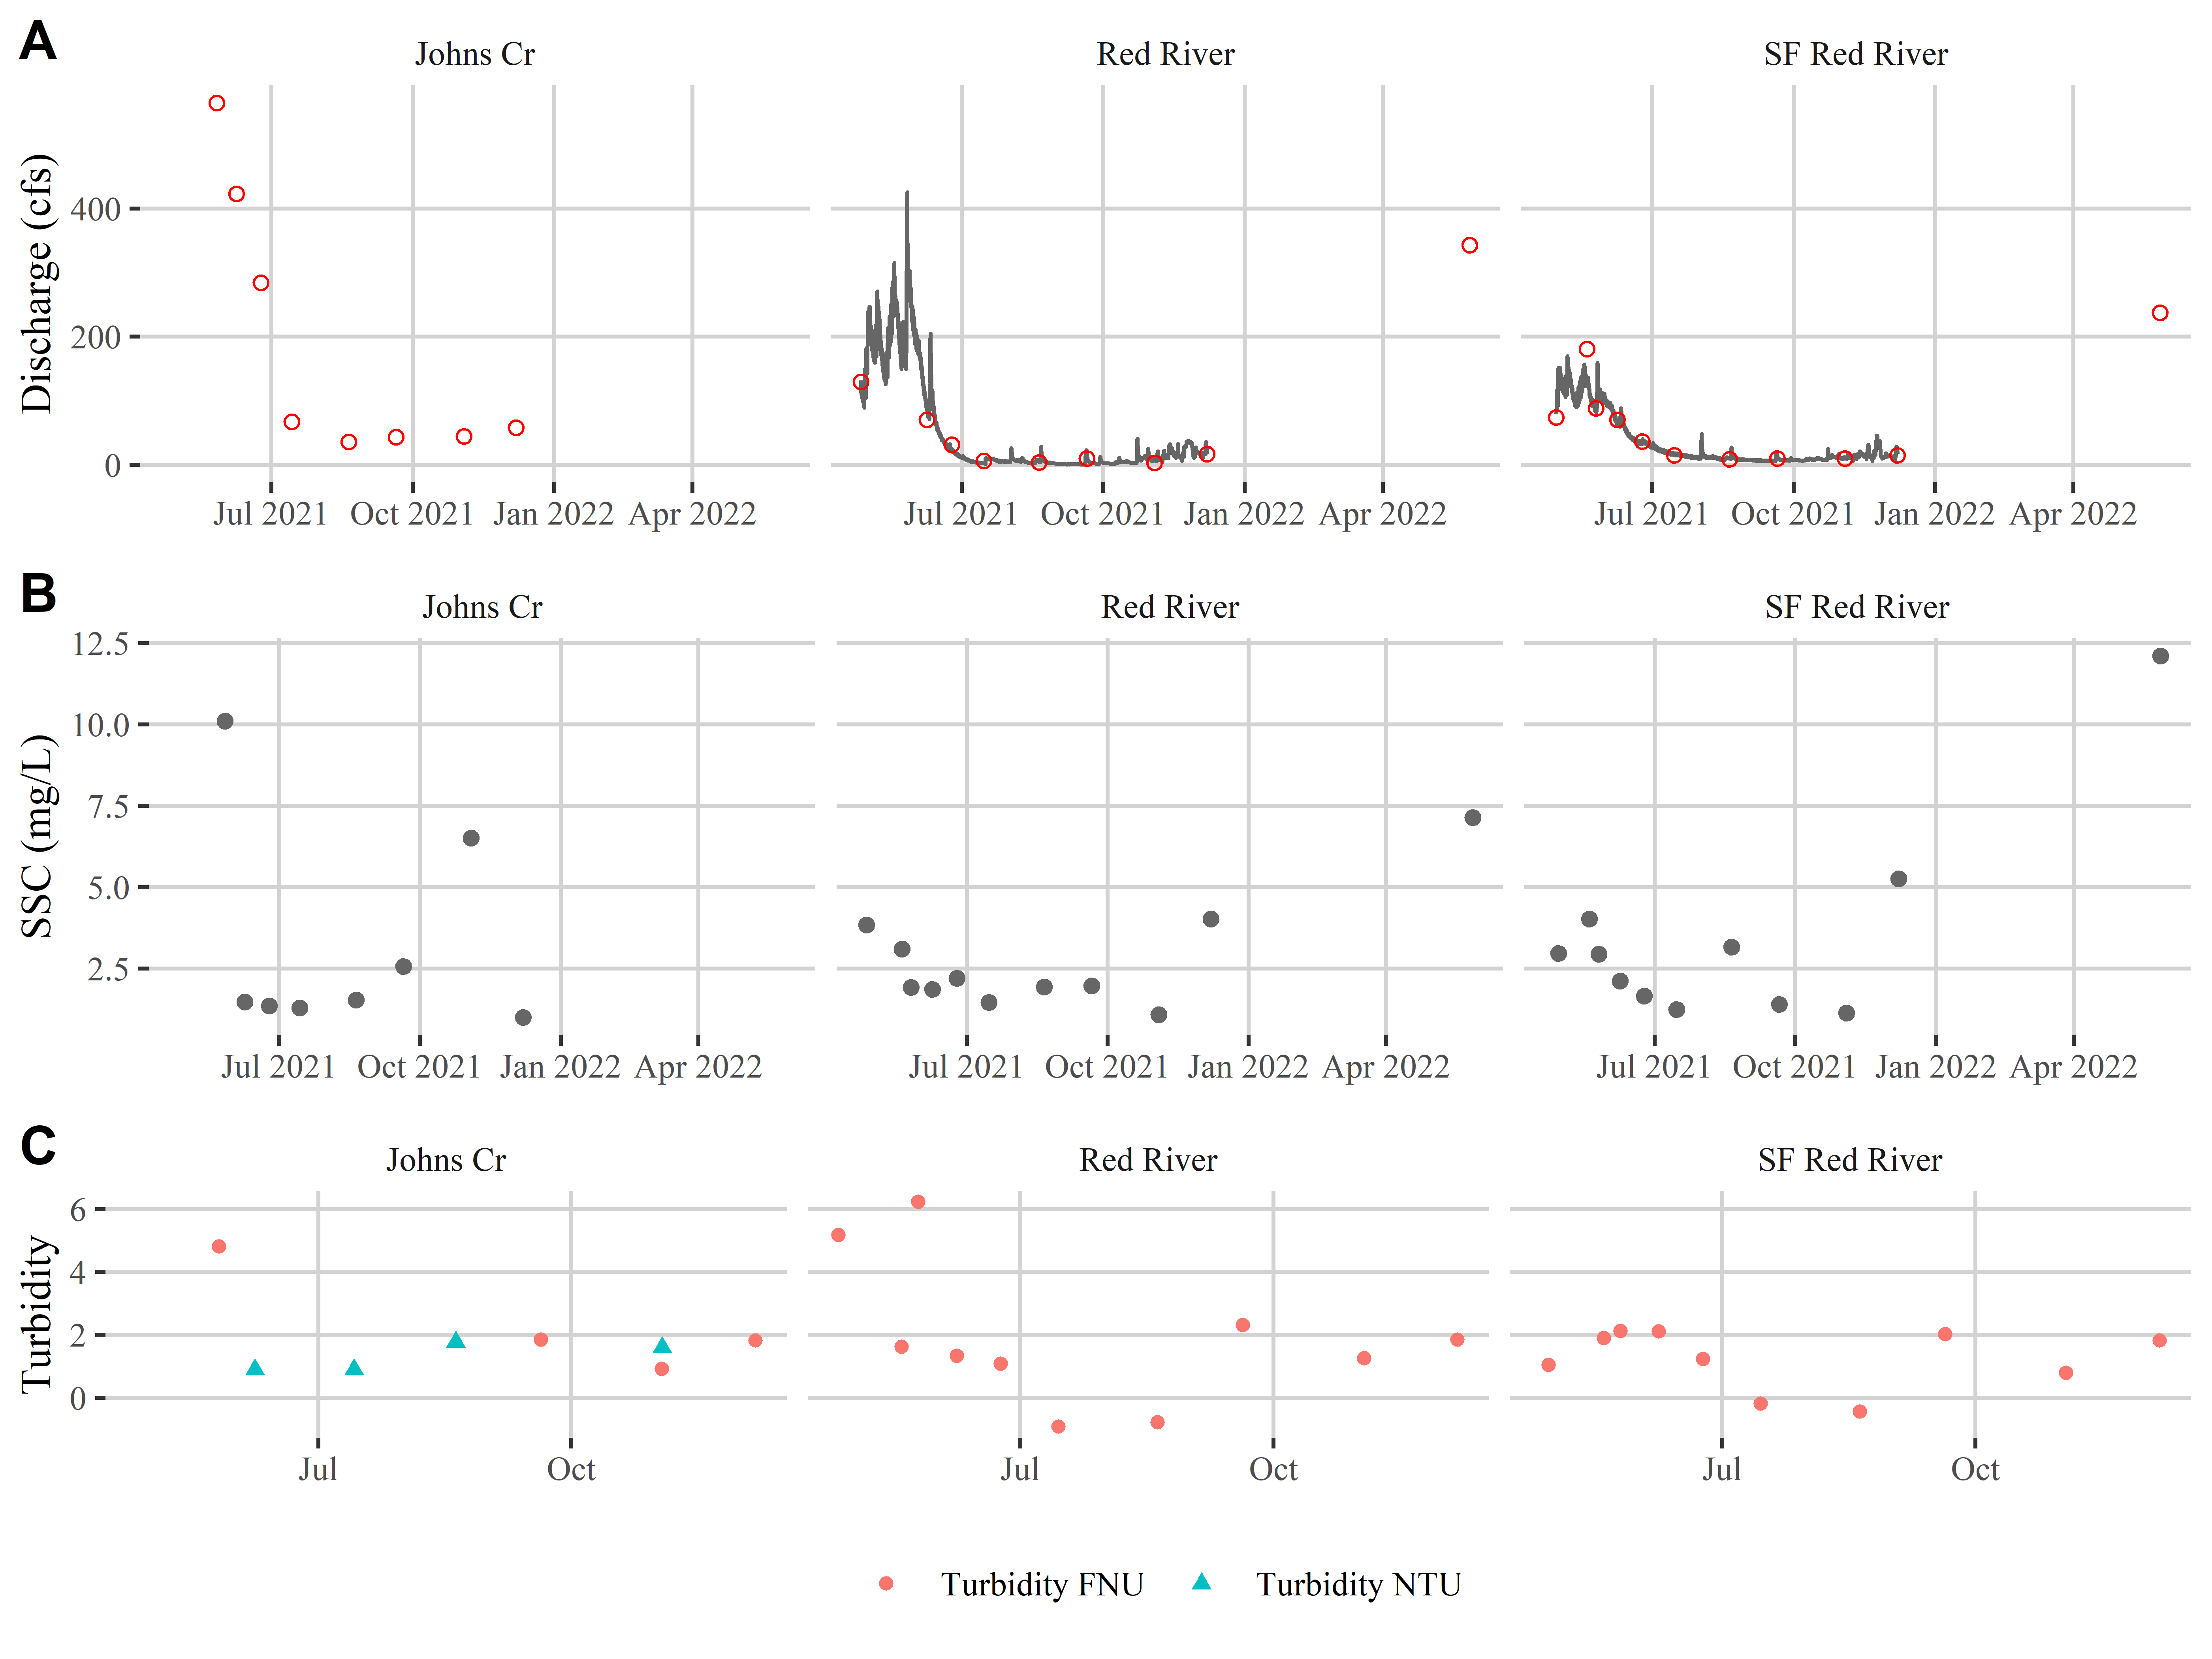 A
Johns Cr Red River SF Red River
Discharge (cfs)
400
200
0
Jul 2021 Oct 2021 Jan 2022 Apr 2022 Jul 2021 Oct 2021 Jan 2022 Apr 2022 Jul 2021 Oct 2021 Jan 2022 Apr 2022
B
Johns Cr Red River SF Red River
SSC (mg/L)
12.5
10.0
7.5
5.0
2.5
Jul 2021 Oct 2021 Jan 2022 Apr 2022 Jul 2021 Oct 2021 Jan 2022 Apr 2022 Jul 2021 Oct 2021 Jan 2022 Apr 2022
C
Johns Cr Red River SF Red River
Turbidity
6
4
2
0
Jul Oct Jul Oct Jul Oct
Turbidity FNU Turbidity NTU